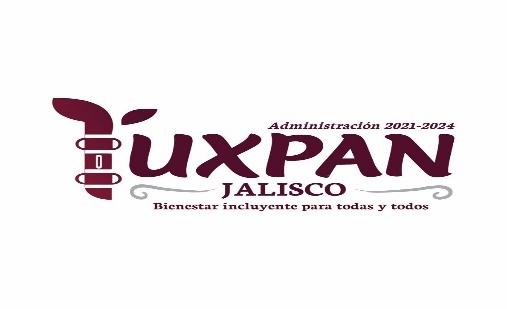 Administración 2021-2024
TUXPAN
JALISCO
Bienestar incluyente para todas y todos